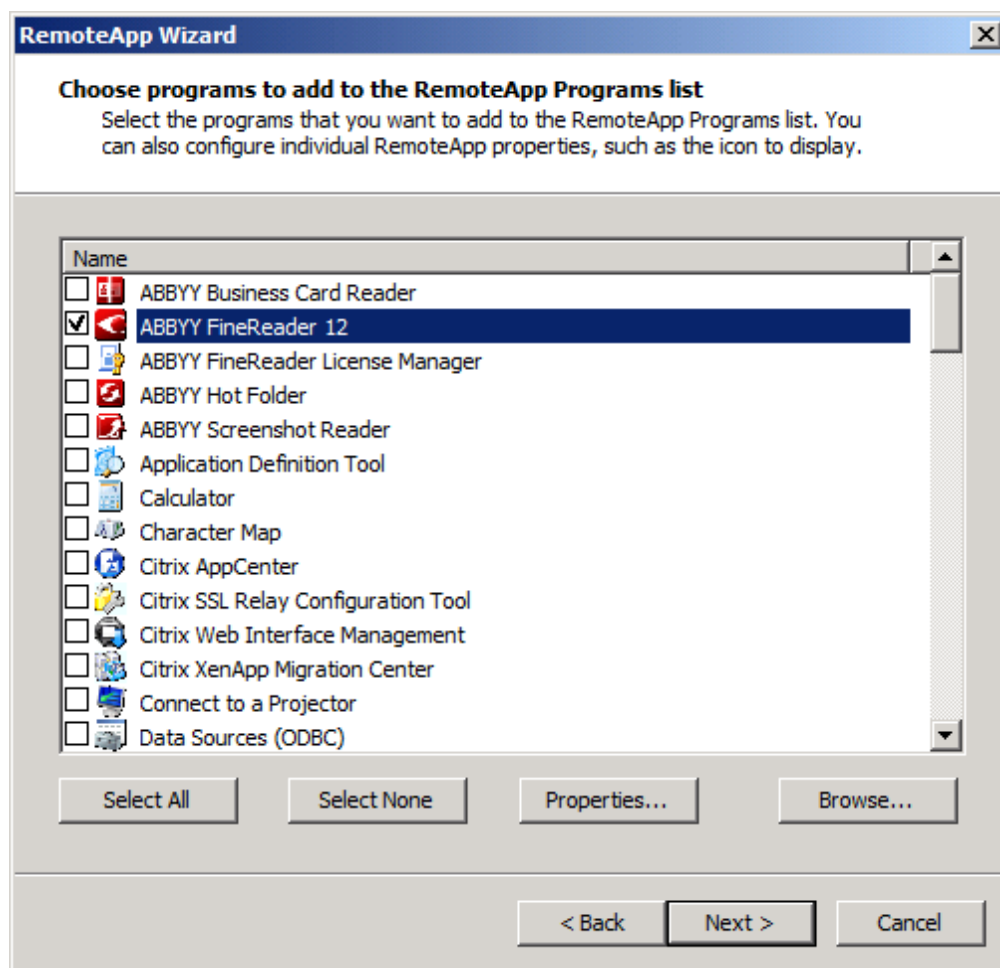 RemoteApp Wizard
Choose programs to add to the RemoteApp Programs list
Select the programs that you want to add to the RemoteApp Programs list. You
can also configure individual RemoteApp properties, such as the icon to display.
Name
ABBYY Business Card Reader
ABBYY FineReader 12
ABBYY FineReader License Manager
ABBYY Hot Folder
ABBYY Screenshot Reader
Application Definition Tool
Calculator
Character Map
Citrix AppCenter
Citrix SSL Relay Configuration Tool
Citrix Web Interface Management
Citrix XenApp Migration Center
Connect to a Projector
Data Sources (ODBC)
Select All Select None Properties... Browse...
< Back Next > Cancel